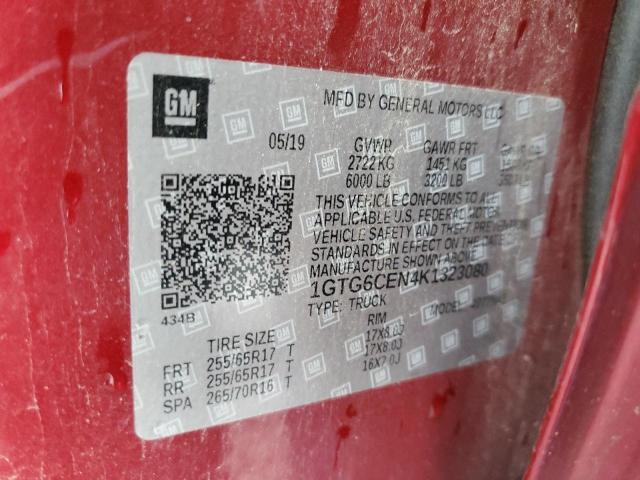 GM
MFD BY GENERAL MOTORS LLC
05/19 GVWR GAWR FRT
2722 KG 1451 KG
6000 LB 3200 LB
THIS VEHICLE CONFORMS TO ALL
APPLICABLE U.S. FEDERAL MOTOR
VEHICLE SAFETY AND THEFT PREVENTION
STANDARDS IN EFFECT ON THE DATE OF
MANUFACTURE
1GTG6CEN4K1323080
TYPE: TRUCK
434B
TIRE SIZE RIM
FRT 255/65R17 T 17X8.0J
RR 255/65R17 T 17X8.0J
SPA 265/70R16 T 16X7.0J